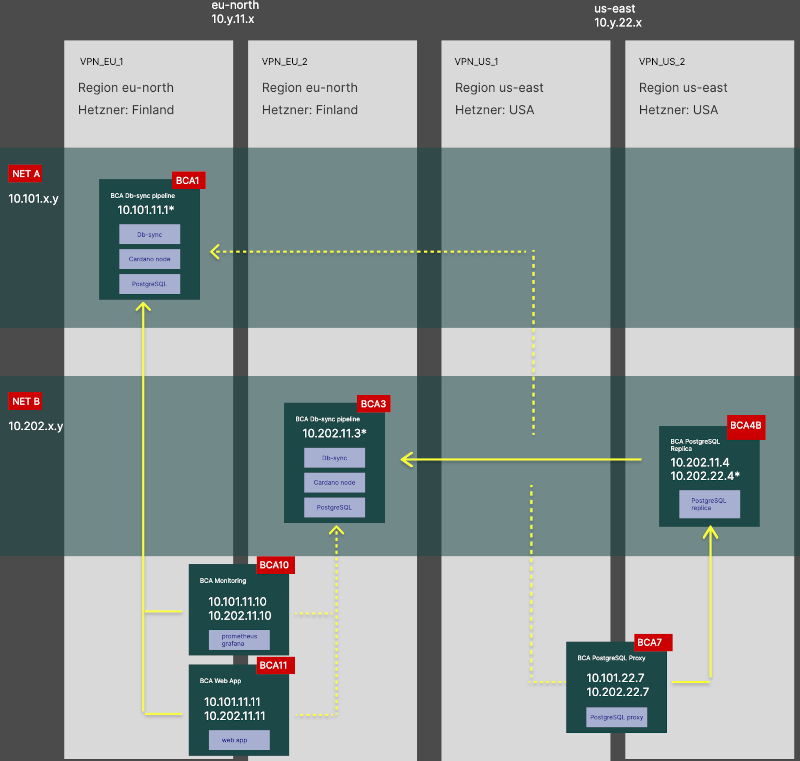 eu-north
10.y.11.x
us-east
10.y.22.x
VPN_EU_1
Region eu-north
Hetzner: Finland
VPN_EU_2
Region eu-north
Hetzner: Finland
VPN_US_1
Region us-east
Hetzner: USA
VPN_US_2
Region us-east
Hetzner: USA
NET A
10.101.x.y
BCA1
BCA Db-sync pipeline
10.101.11.1*
Db-sync
Cardano node
PostgreSQL
NET B
10.202.x.y
BCA3
BCA Db-sync pipeline
10.202.11.3*
Db-sync
Cardano node
PostgreSQL
BCA4B
BCA PostgreSQL
Replica
10.202.11.4
10.202.22.4*
PostgreSQL
replica
BCA10
BCA Monitoring
10.101.11.10
10.202.11.10
prometheus
grafana
BCA11
BCA Web App
10.101.11.11
10.202.11.11
web app
BCA7
BCA PostgreSQL Proxy
10.101.22.7
10.202.22.7
PostgreSQL proxy